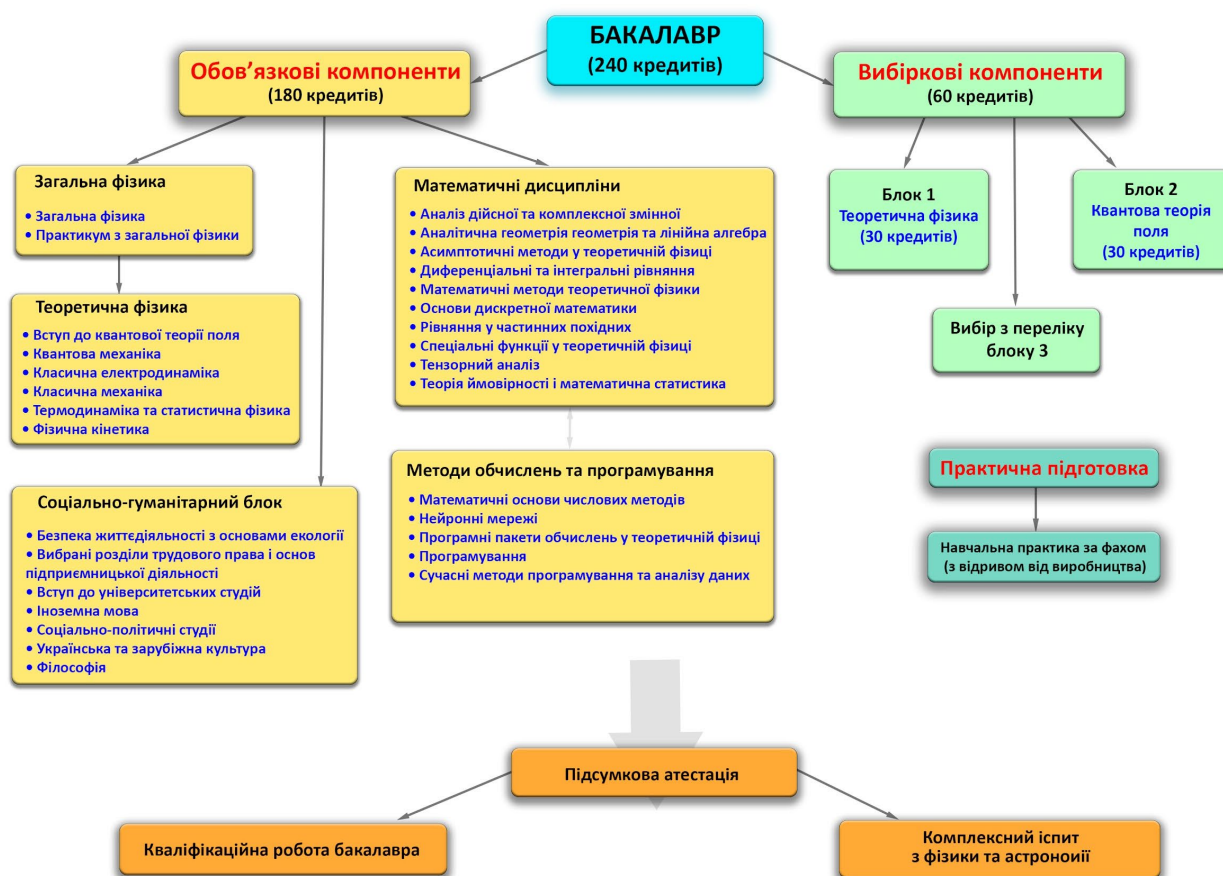 БАКАЛАВР
(240 кредитів)
Обов’язкові компоненти
(180 кредитів)
Вибіркові компоненти
(60 кредитів)
Загальна фізика
• Загальна фізика
• Практикум з загальної фізики
Теоретична фізика
• Вступ до квантової теорії поля
• Квантова механіка
• Класична електродинаміка
• Класична механіка
• Термодинаміка та статистична фізика
• Фізична кінетика
Соціально-гуманітарний блок
• Безпека життєдіяльності з основами екології
• Вибрані розділи трудового права і основ
підприємницької діяльності
• Вступ до університетських студій
• Іноземна мова
• Соціально-політичні студії
• Українська та зарубіжна культура
• Філософія
Математичні дисципліни
• Аналіз дійсної та комплексної змінної
• Аналітична геометрія геометрія та лінійна алгебра
• Асимптотичні методи у теоретичній фізиці
• Диференціальні та інтегральні рівняння
• Математичні методи теоретичної фізики
• Основи дискретної математики
• Рівняння у частинних похідних
• Спеціальні функції у теоретичній фізиці
• Тензорний аналіз
• Теорія ймовірності і математична статистика
Методи обчислень та програмування
• Математичні основи числових методів
• Нейронні мережі
• Програмні пакети обчислень у теоретичній фізиці
• Програмування
• Сучасні методи програмування та аналізу даних
Блок 1
Теоретична фізика
(30 кредитів)
Блок 2
Квантова теорія
поля
(30 кредитів)
Вибір з переліку
блоку 3
Практична підготовка
Навчальна практика за фахом
(з відривом від виробництва)
Підсумкова атестація
Кваліфікаційна робота бакалавра
Комплексний іспит
з фізики та астроноиії